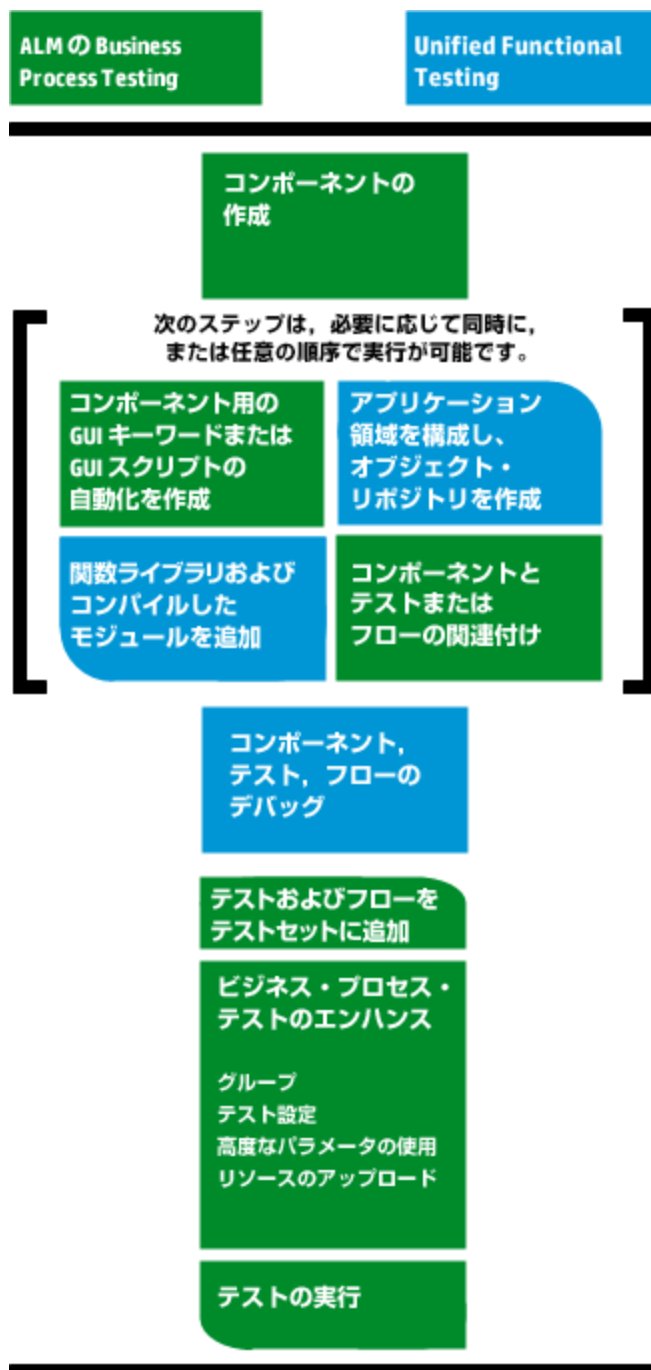 ALM の Business
Process Testing
Unified Functional
Testing
コンポーネントの
作成
次のステップは，必要に応じて同時に，
または任意の順序で実行が可能です。
コンポーネント用の
GUI キーワードまたは
GUI スクリプトの
自動化を作成
アプリケーション
領域を構成し、
オブジェクト・
リポジトリを作成
関数ライブラリおよび
コンパイルした
モジュールを追加
コンポーネントと
テストまたは
フローの関連付け
コンポーネント，
テスト，フローの
デバッグ
テストおよびフローを
テストセットに追加
ビジネス・プロセス・
テストのエンハンス
グループ
テスト設定
高度なパラメータの使用
リソースのアップロード
テストの実行